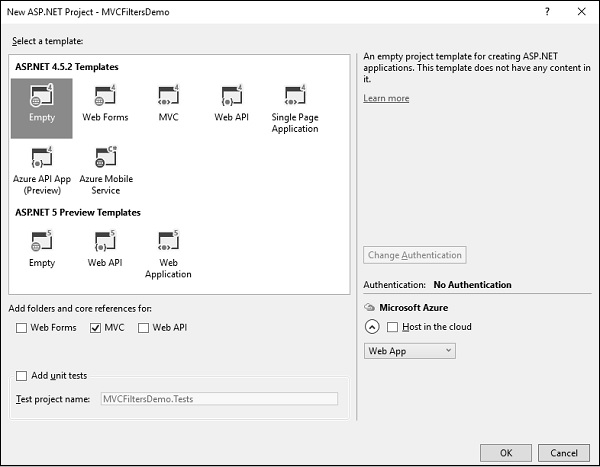 New ASP.NET Project - MVCFiltersDemo
?
Select a template:
ASP.NET 4.5.2 Templates
Empty
Web Forms
MVC
Web API
Single Page
Application
Azure API App
(Preview)
Azure Mobile
Service
ASP.NET 5 Preview Templates
Empty
Web API
Web
Application
An empty project template for creating ASP.NET
applications. This template does not have any content in
it.
Learn more
Change Authentication
Authentication: No Authentication
Microsoft Azure
Host in the cloud
Web App
Add folders and core references for:
Web Forms
MVC
Web API
Add unit tests
Test project name: MVCFiltersDemo.Tests
OK
Cancel